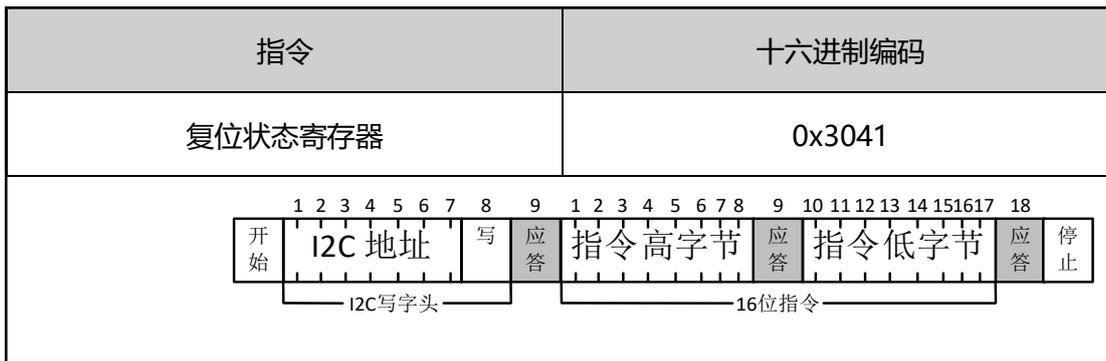 指令 十六进制编码
复位状态寄存器 0x3041
1 2 3 4 5 6 7 8 9 1 2 3 4 5 6 7 8 9 10 11 12 13 14 15 16 17 18
开始 I2C 地址 写 应答 指令高字节 应答 指令低字节 应答 停止
I2C写字头 16位指令